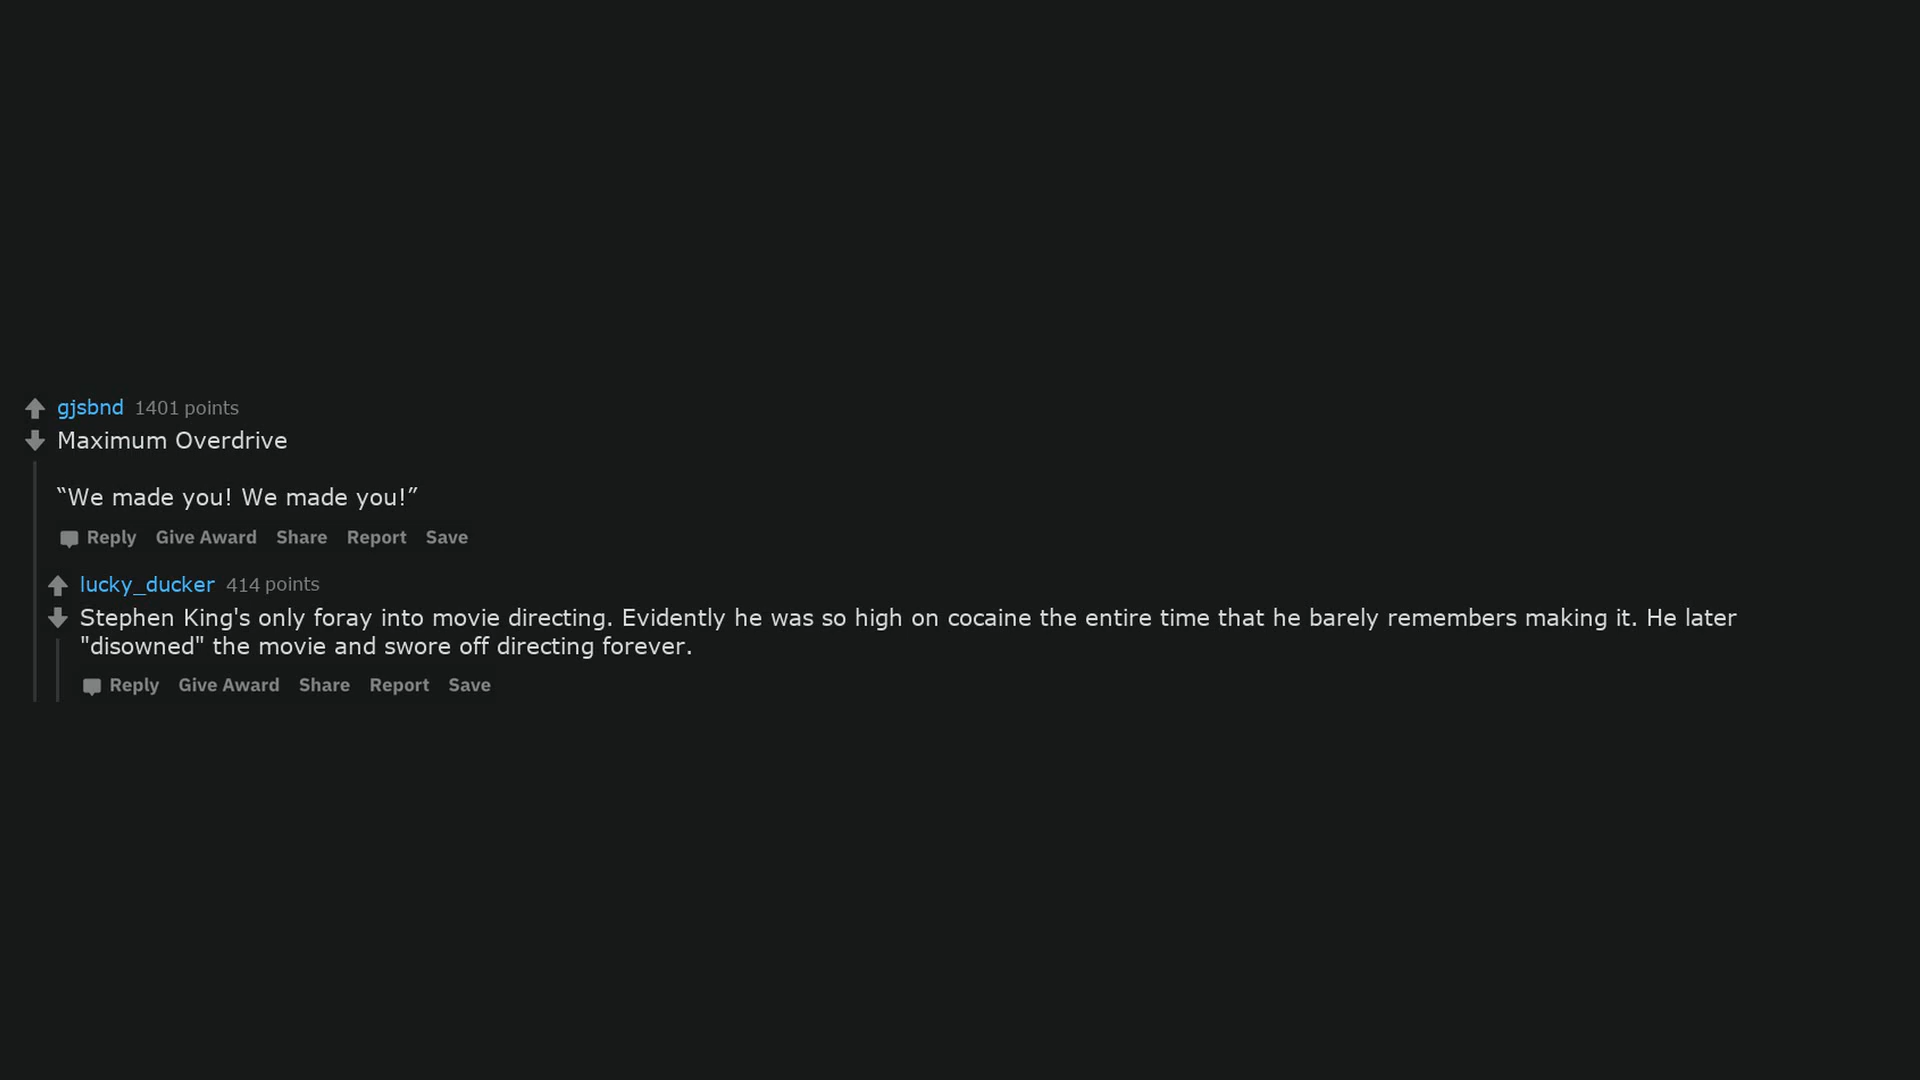 gjsbnd 1401 points
Maximum Overdrive
“We made you! We made you!”
Reply Give Award Share Report Save
lucky_ducker 414 points
Stephen King's only foray into movie directing. Evidently he was so high on cocaine the entire time that he barely remembers making it. He later
"disowned" the movie and swore off directing forever.
Reply Give Award Share Report Save